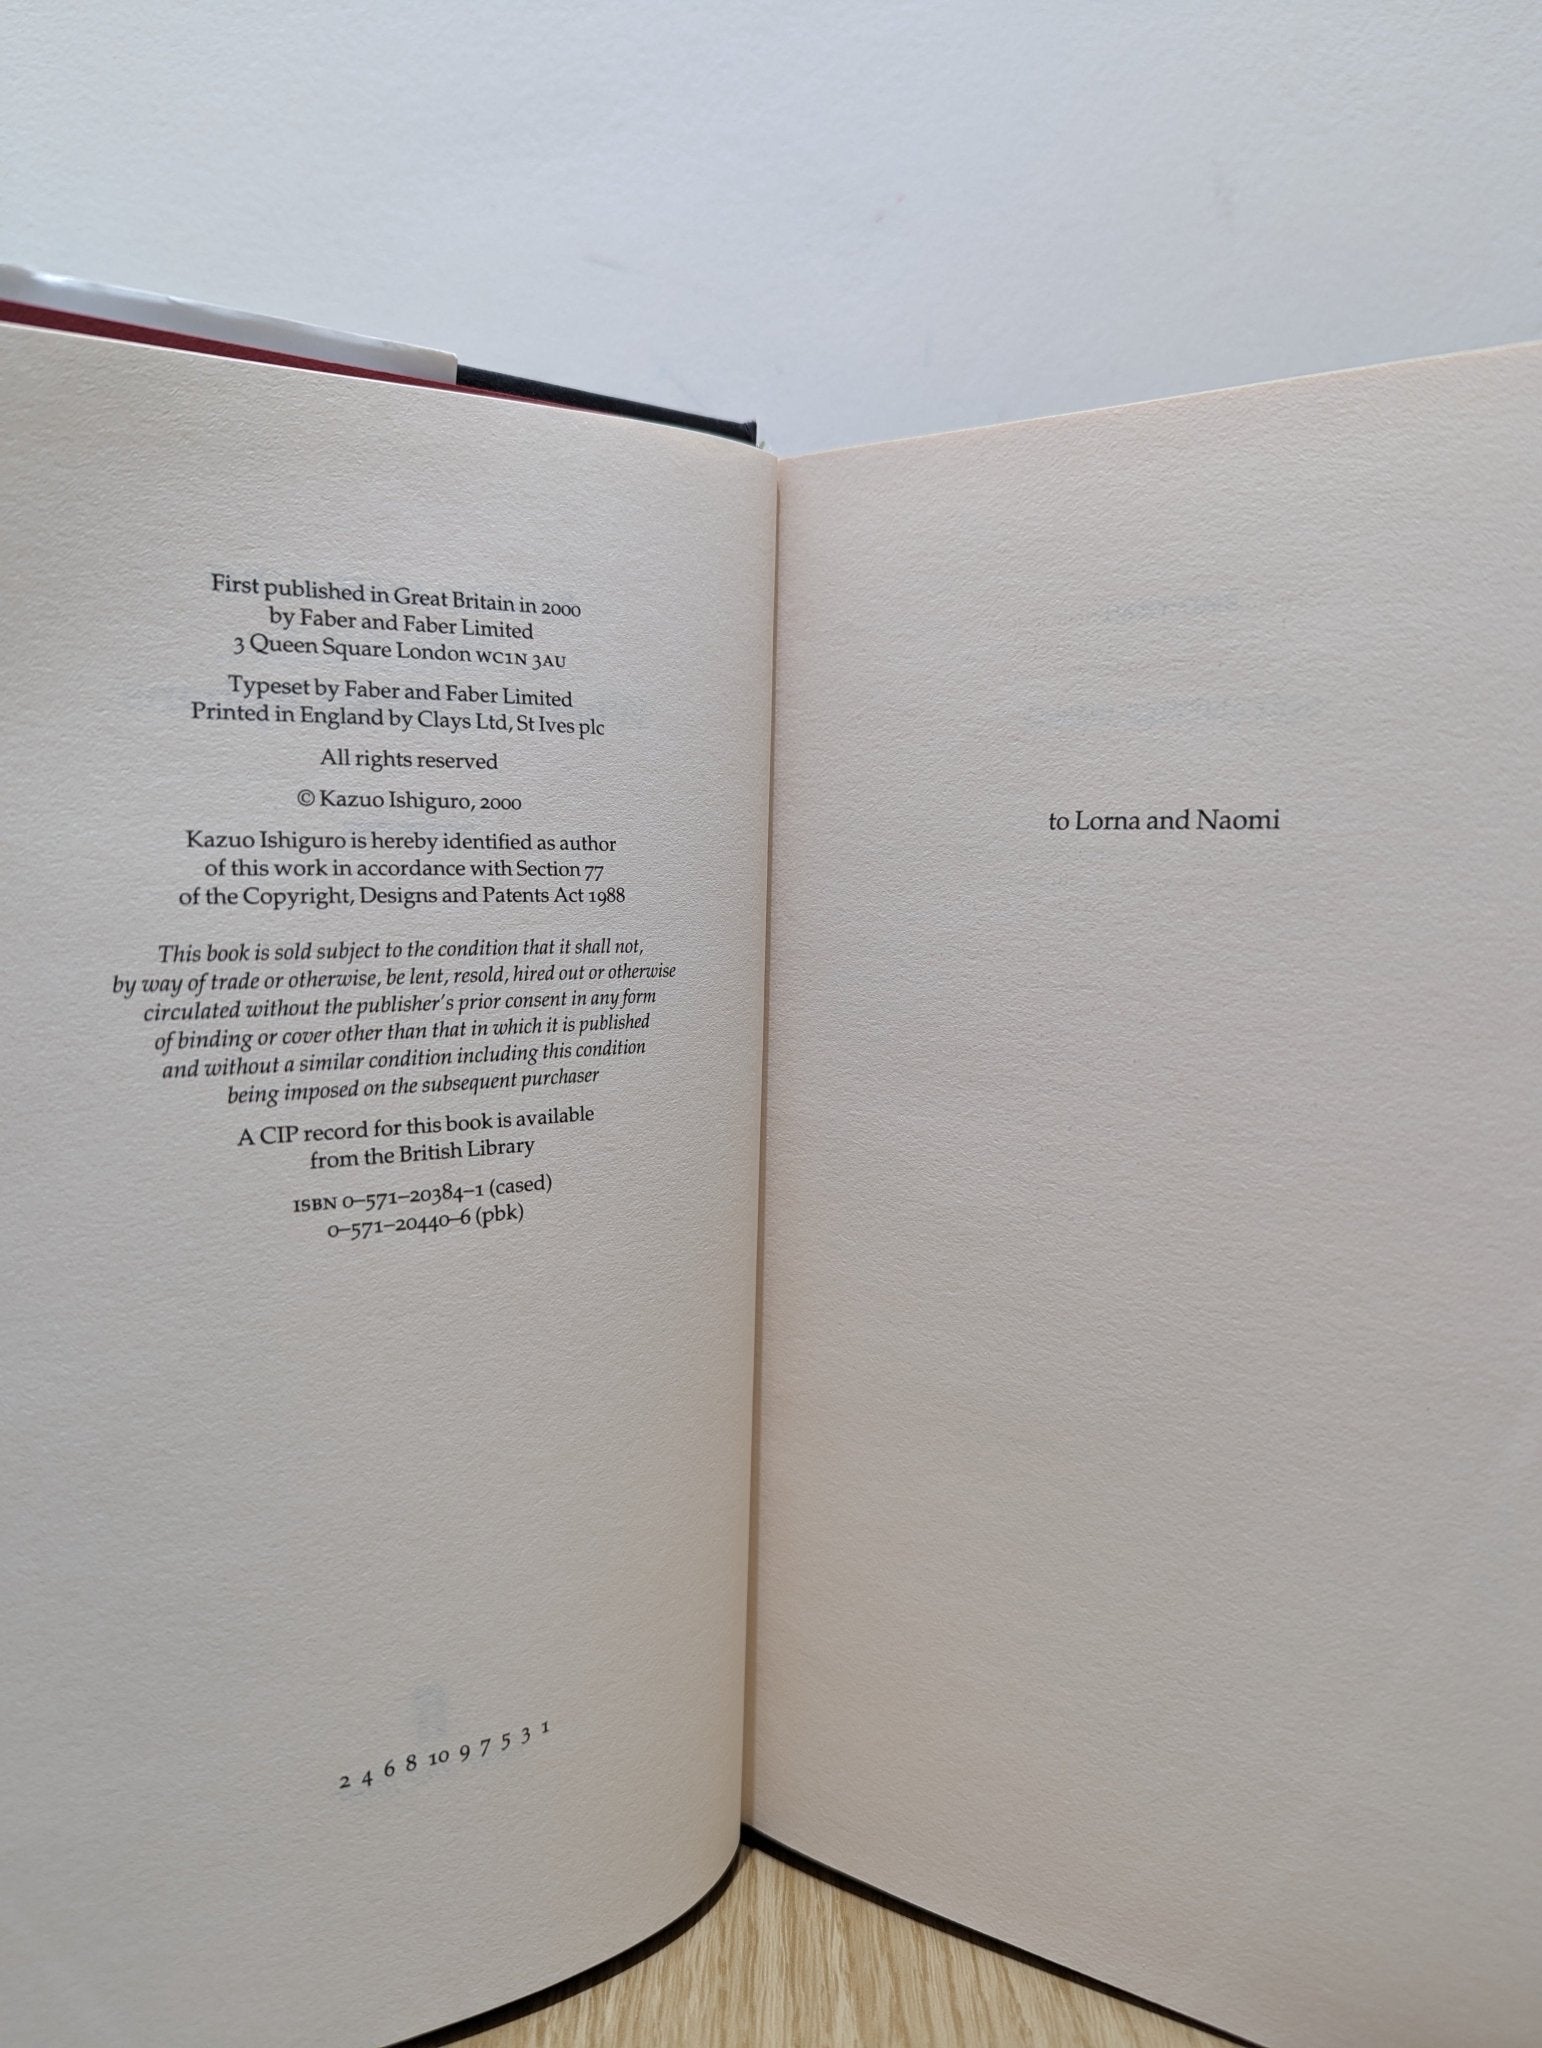 First published in Great Britain in 2000
by Faber and Faber Limited
3 Queen Square London WC1N 3AU
Typeset by Faber and Faber Limited
Printed in England by Clays Ltd, St Ives plc
All rights reserved
© Kazuo Ishiguro, 2000
Kazuo Ishiguro is hereby identified as author
of this work in accordance with Section 77
of the Copyright, Designs and Patents Act 1988
This book is sold subject to the condition that it shall not,
by way of trade or otherwise, be lent, resold, hired out or otherwise
circulated without the publisher's prior consent in any form
of binding or cover other than that in which it is published
and without a similar condition including this condition
being imposed on the subsequent purchaser
A CIP record for this book is available
from the British Library
ISBN 0–571–20384–1 (cased)
0–571–20440–6 (pbk)
2 4 6 8 10 9 7 5 3 1
to Lorna and Naomi